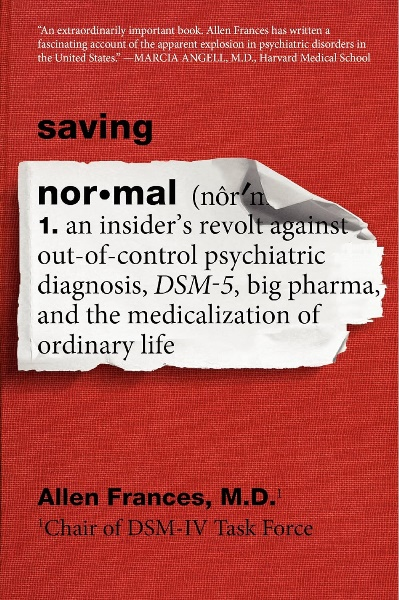 “An extraordinarily important book. Allen Frances has written a
fascinating account of the apparent explosion in psychiatric disorders in
the United States.” —MARCIA ANGELL, M.D., Harvard Medical School
saving
nor•mal (nôr′m
1. an insider’s revolt against
out-of-control psychiatric
diagnosis, DSM-5, big pharma,
and the medicalization of
ordinary life
Allen Frances, M.D.¹
¹Chair of DSM-IV Task Force